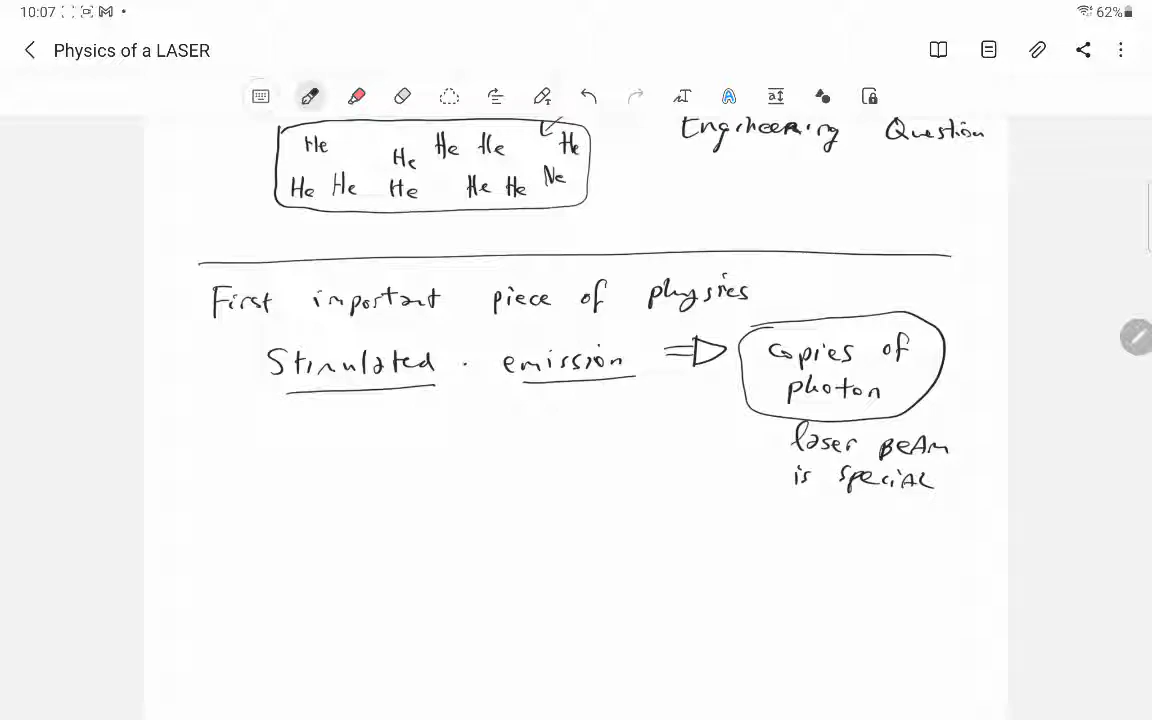 10:07 62%
Physics of a LASER
He He He He He
He He He He He Ne
Engineering Question
First important piece of physics
Stimulated . emission ⇒ copies of
photon
laser BEAM
is SPECIAL